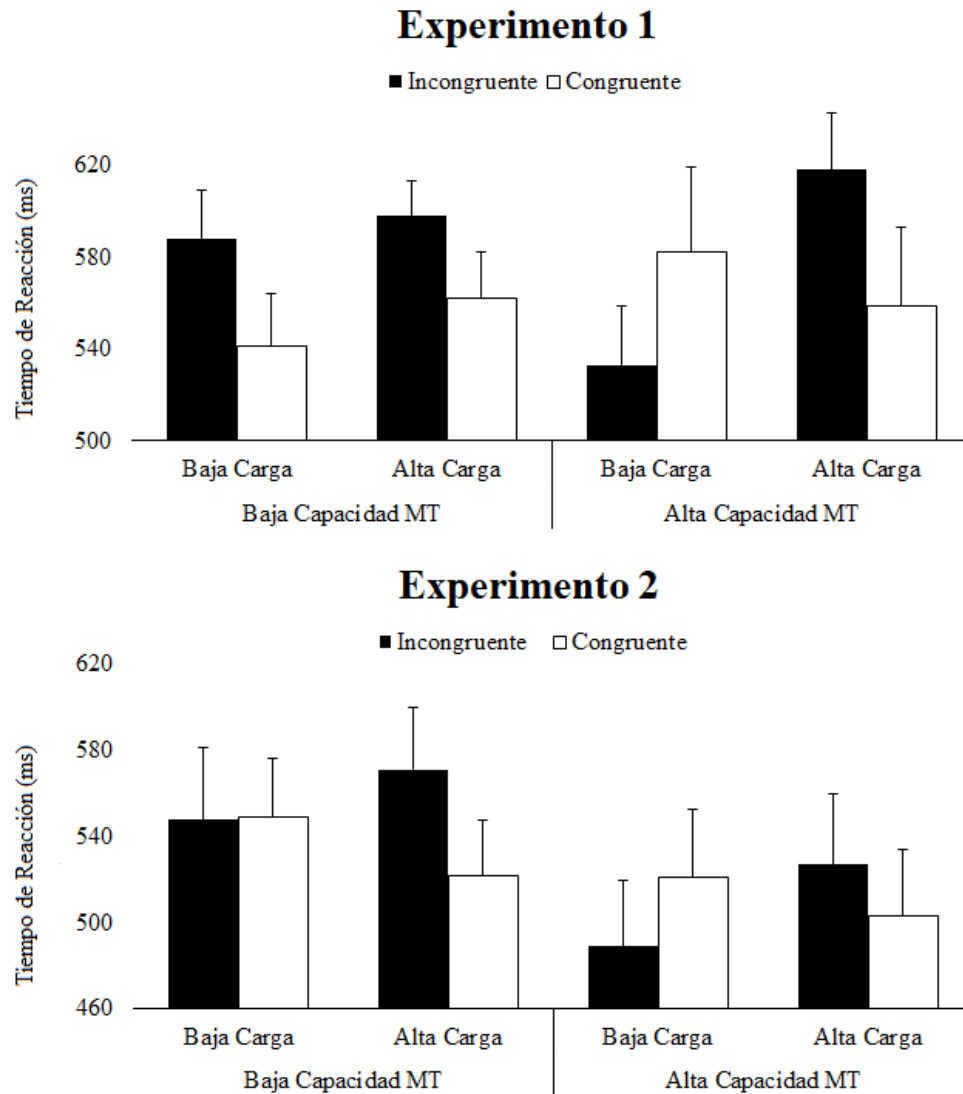 Experimento 1
Incongruente Congruente
Tiempo de Reacción (ms)
620
580
540
500
Baja Carga Alta Carga Baja Carga Alta Carga
Baja Capacidad MT Alta Capacidad MT
Experimento 2
Incongruente Congruente
Tiempo de Reacción (ms)
620
580
540
500
460
Baja Carga Alta Carga Baja Carga Alta Carga
Baja Capacidad MT Alta Capacidad MT